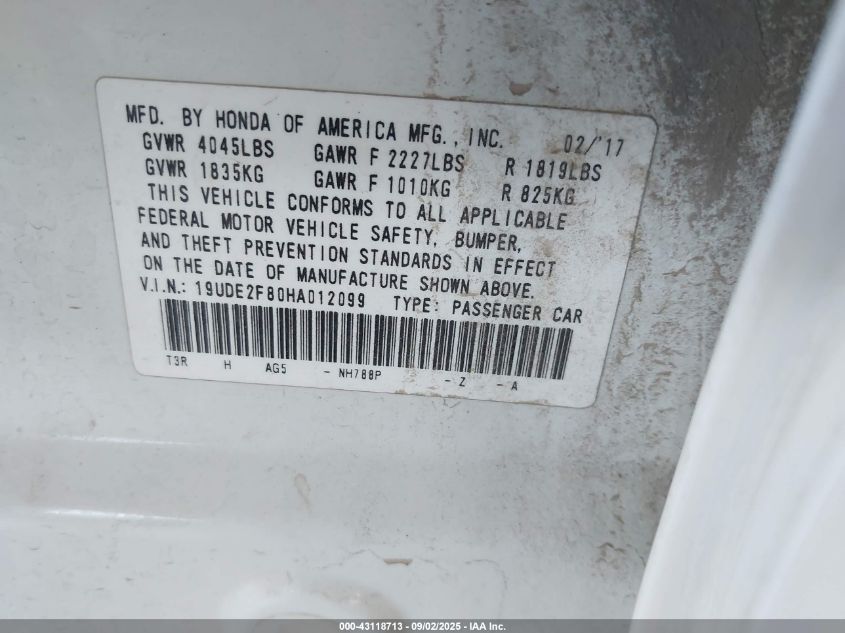 MFD. BY HONDA OF AMERICA MFG., INC. 02/'17
GVWR 4045LBS GAWR F 2227LBS R 1819LBS
GVWR 1835KG GAWR F 1010KG R 825KG
THIS VEHICLE CONFORMS TO ALL APPLICABLE
FEDERAL MOTOR VEHICLE SAFETY, BUMPER,
AND THEFT PREVENTION STANDARDS IN EFFECT
ON THE DATE OF MANUFACTURE SHOWN ABOVE.
V.I.N.: 19UDE2F80HA012099 TYPE: PASSENGER CAR
T3R H AG5 - NH788P - Z - A
000-43118713 - 09/02/2025 - IAA Inc.